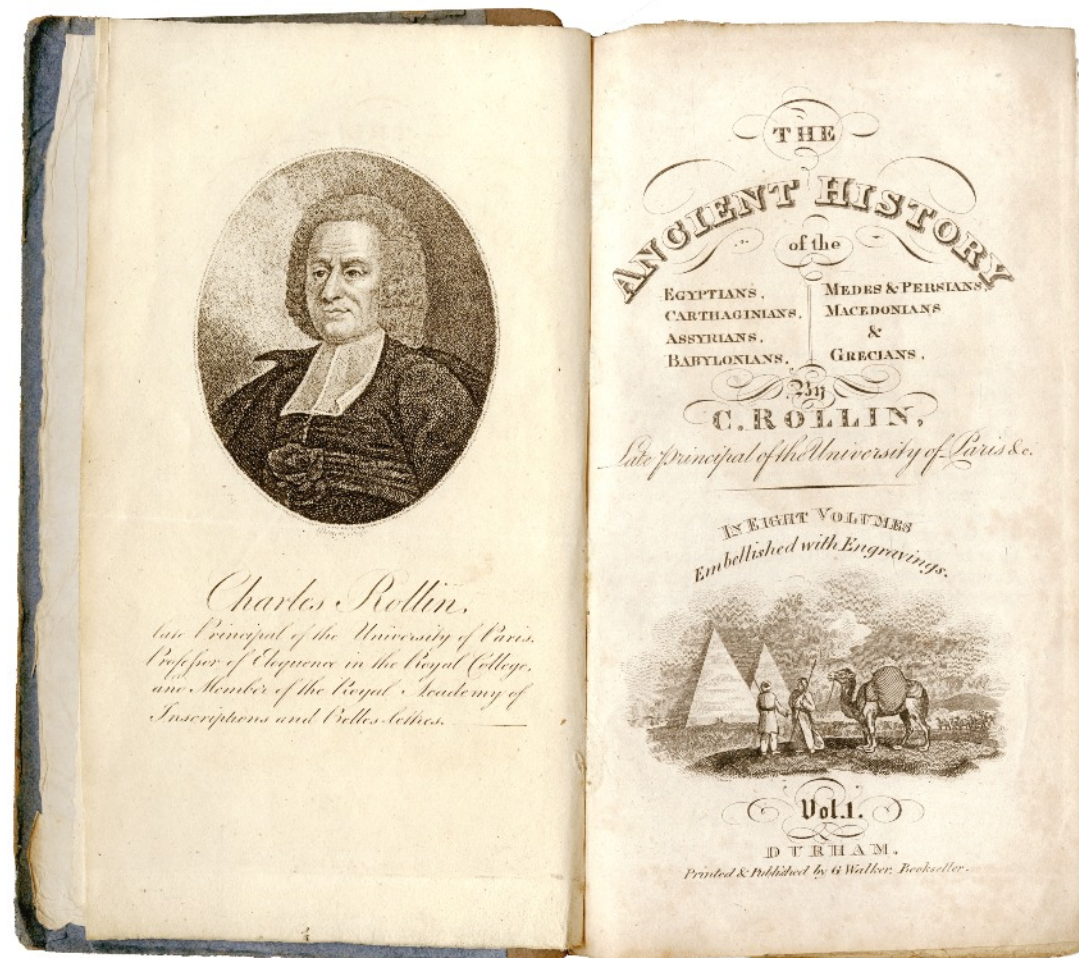 Charles Rollin,
late Principal of the University of Paris.
Professor of Eloquence in the Royal College,
and Member of the Royal Academy of
Inscriptions and Belles-lettres.
THE
ANCIENT HISTORY
of the
EGYPTIANS,
CARTHAGINIANS,
ASSYRIANS,
BABYLONIANS,
MEDES & PERSIANS,
MACEDONIANS
&
GRECIANS,
By
C. ROLLIN,
Late Principal of the University of Paris &c.
IN EIGHT VOLUMES
Embellished with Engravings.
Vol. 1.
DURHAM.
Printed & Published by G Walker, Bookseller.